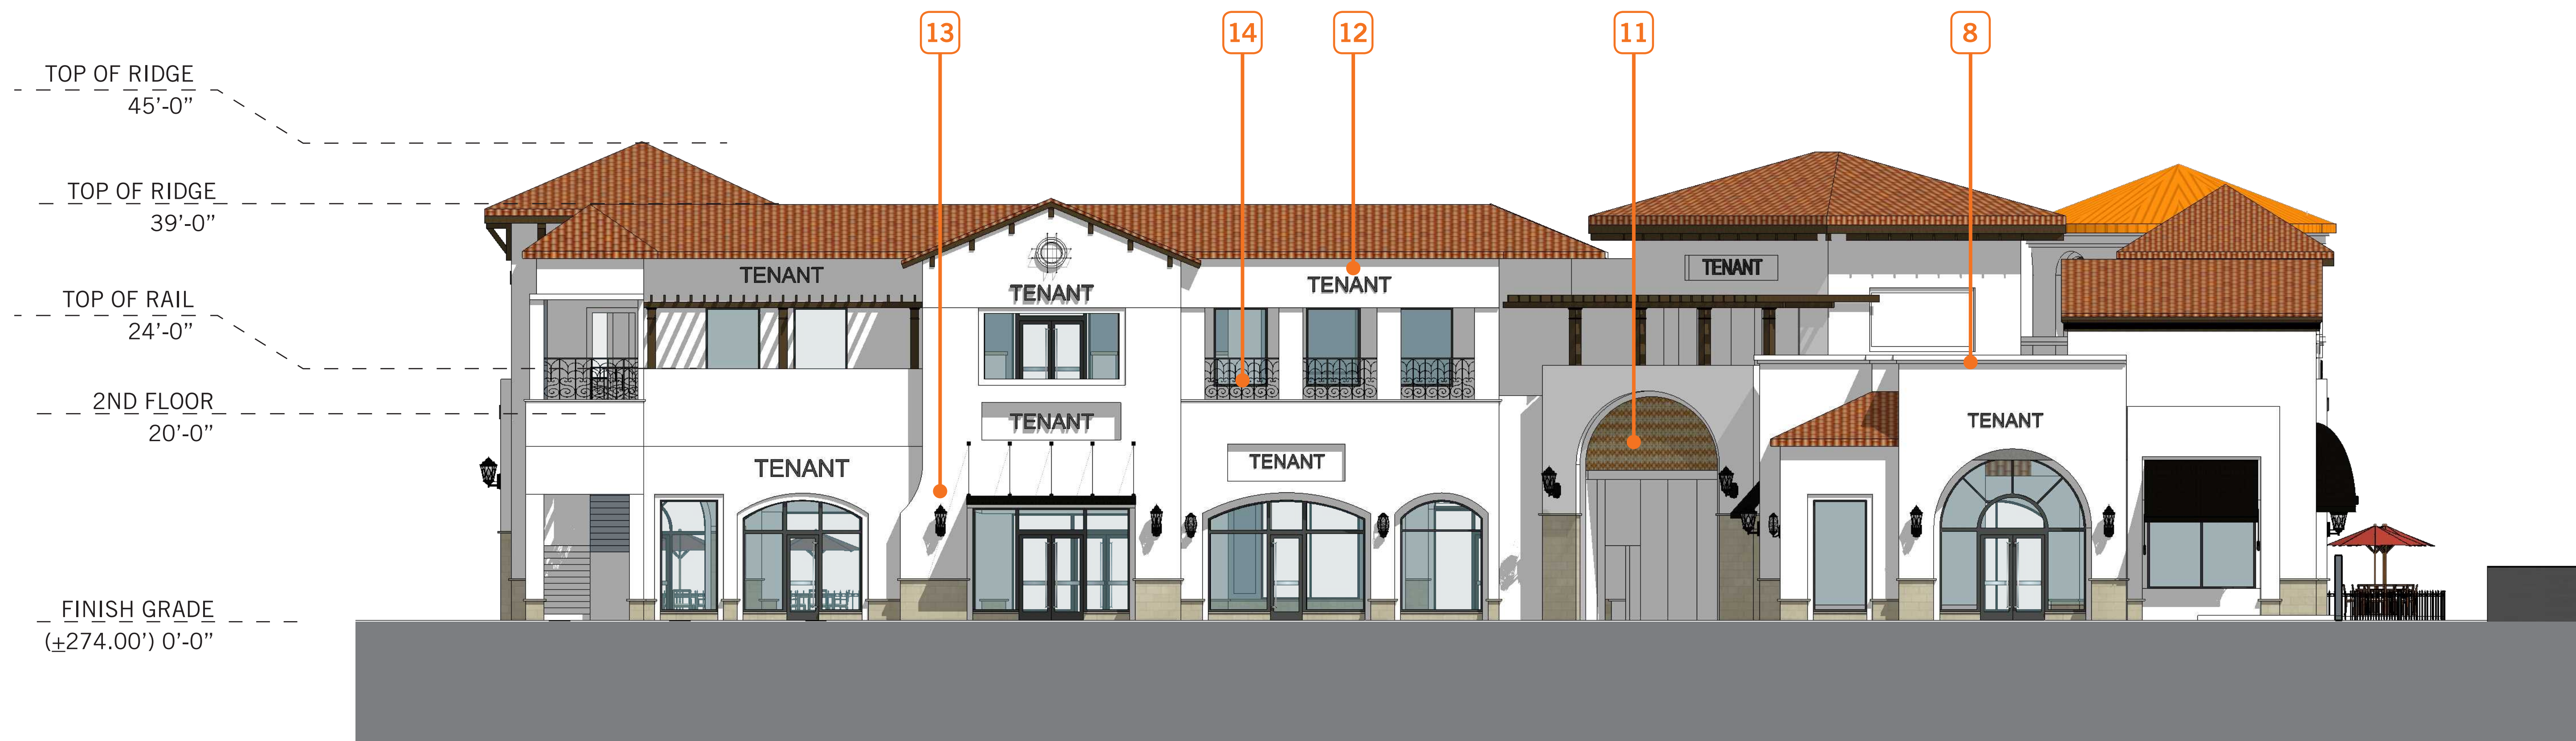 13
14
12
11
8
TOP OF RIDGE
45'-0”
TOP OF RIDGE
39'-0”
TOP OF RAIL
24'-0”
2ND FLOOR
20'-0”
FINISH GRADE
(±274.00') 0'-0”
TENANT
TENANT
TENANT
TENANT
TENANT
TENANT
TENANT
TENANT